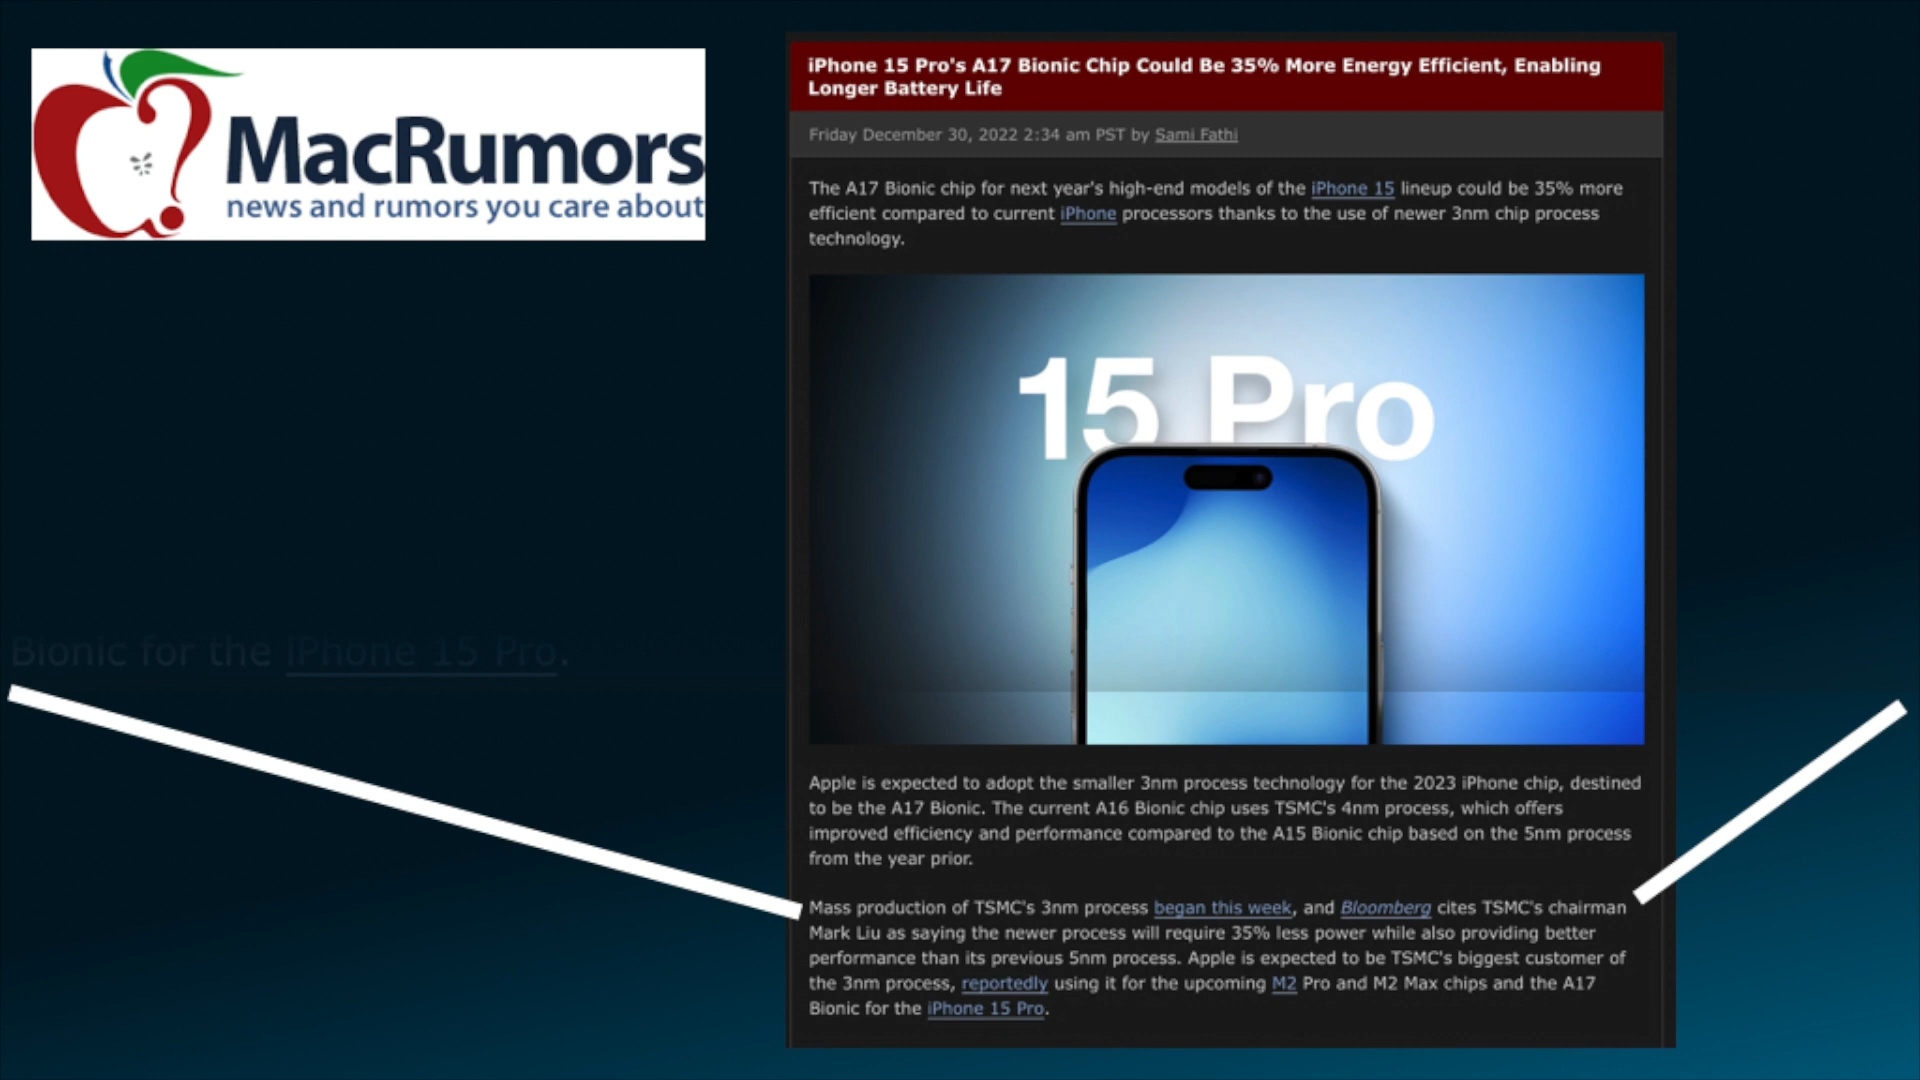 MacRumors
news and rumors you care about
iPhone 15 Pro's A17 Bionic Chip Could Be 35% More Energy Efficient, Enabling
Longer Battery Life
Friday December 30, 2022 2:34 am PST by Sami Fathi
The A17 Bionic chip for next year's high-end models of the iPhone 15 lineup could be 35% more
efficient compared to current iPhone processors thanks to the use of newer 3nm chip process
technology.
15 Pro
Apple is expected to adopt the smaller 3nm process technology for the 2023 iPhone chip, destined
to be the A17 Bionic. The current A16 Bionic chip uses TSMC's 4nm process, which offers
improved efficiency and performance compared to the A15 Bionic chip based on the 5nm process
from the year prior.
Mass production of TSMC's 3nm process began this week, and Bloomberg cites TSMC's chairman
Mark Liu as saying the newer process will require 35% less power while also providing better
performance than its previous 5nm process. Apple is expected to be TSMC's biggest customer of
the 3nm process, reportedly using it for the upcoming M2 Pro and M2 Max chips and the A17
Bionic for the iPhone 15 Pro.
Bionic for the iPhone 15 Pro.